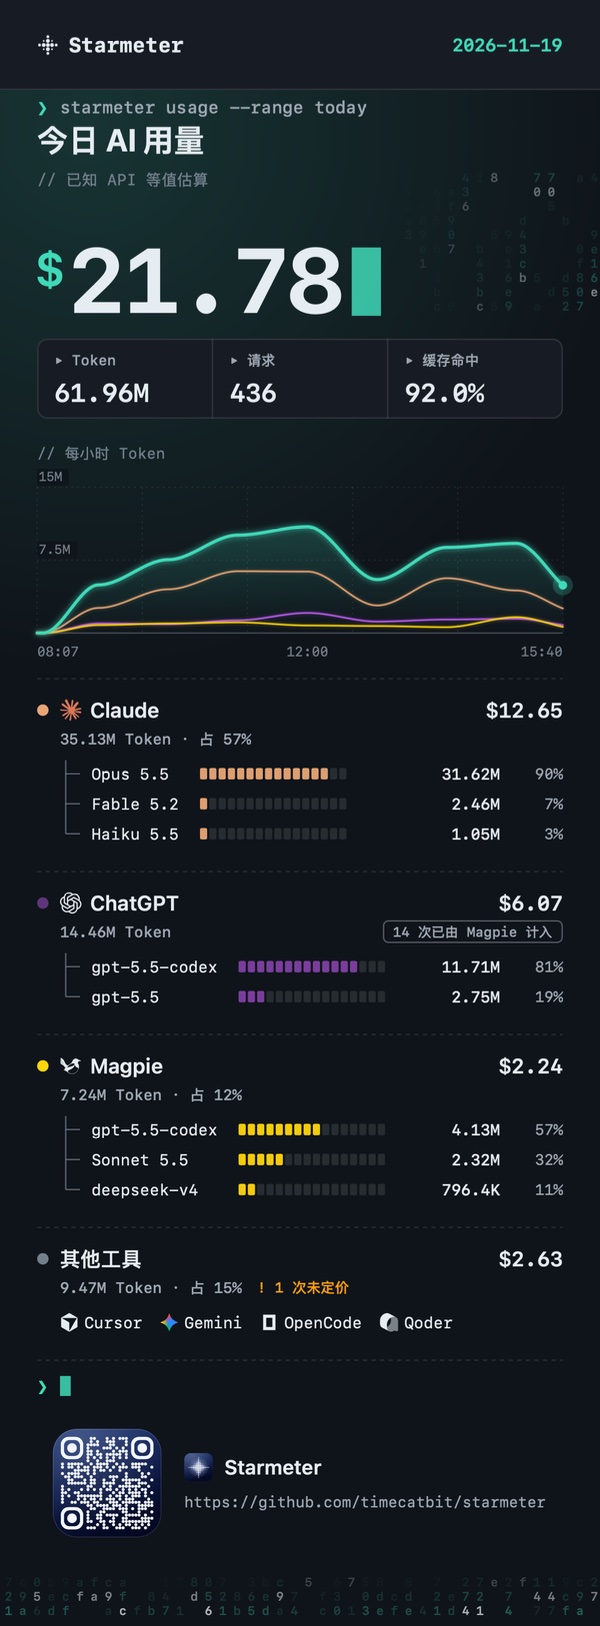 Starmeter
2026-11-19
❯ starmeter usage --range today
今日 AI 用量
// 已知 API 等值估算
$21.78
▸ Token
61.96M
▸ 请求
436
▸ 缓存命中
92.0%
// 每小时 Token
15M
7.5M
08:07 12:00 15:40
Claude $12.65
35.13M Token · 占 57%
Opus 5.5 31.62M 90%
Fable 5.2 2.46M 7%
Haiku 5.5 1.05M 3%
ChatGPT $6.07
14.46M Token 14 次已由 Magpie 计入
gpt-5.5-codex 11.71M 81%
gpt-5.5 2.75M 19%
Magpie $2.24
7.24M Token · 占 12%
gpt-5.5-codex 4.13M 57%
Sonnet 5.5 2.32M 32%
deepseek-v4 796.4K 11%
其他工具 $2.63
9.47M Token · 占 15% ! 1 次未定价
Cursor Gemini OpenCode Qoder
❯
Starmeter
https://github.com/timecatbit/starmeter